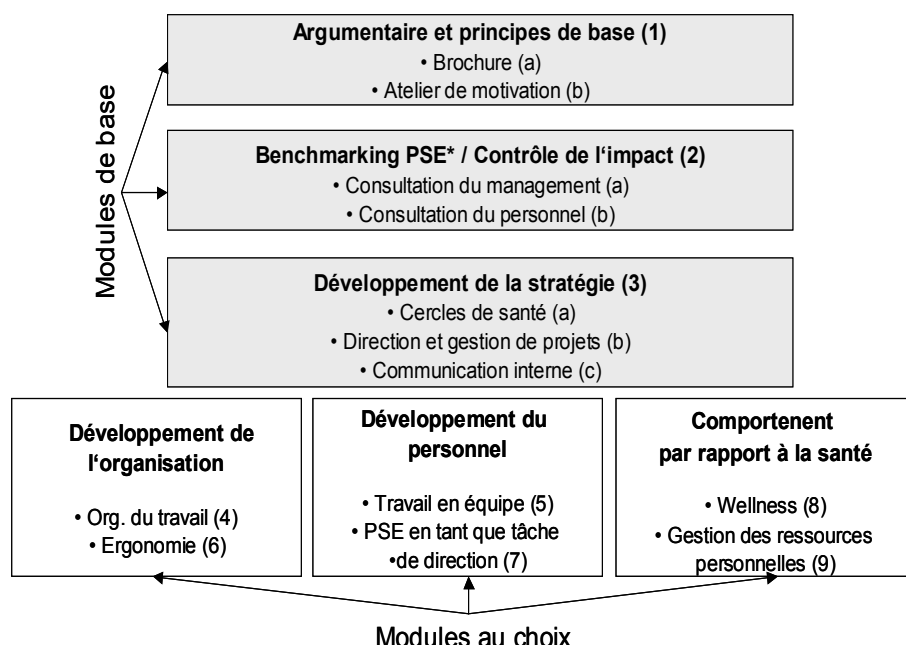 Modules de base
Argumentaire et principes de base (1)
• Brochure (a)
• Atelier de motivation (b)
Benchmarking PSE* / Contrôle de l‘impact (2)
• Consultation du management (a)
• Consultation du personnel (b)
Développement de la stratégie (3)
• Cercles de santé (a)
• Direction et gestion de projets (b)
• Communication interne (c)
Développement de
l‘organisation
• Org. du travail (4)
• Ergonomie (6)
Développement du
personnel
• Travail en équipe (5)
• PSE en tant que tâche
•de direction (7)
Comportenent
par rapport à la santé
• Wellness (8)
• Gestion des ressources
personnelles (9)
Modules au choix